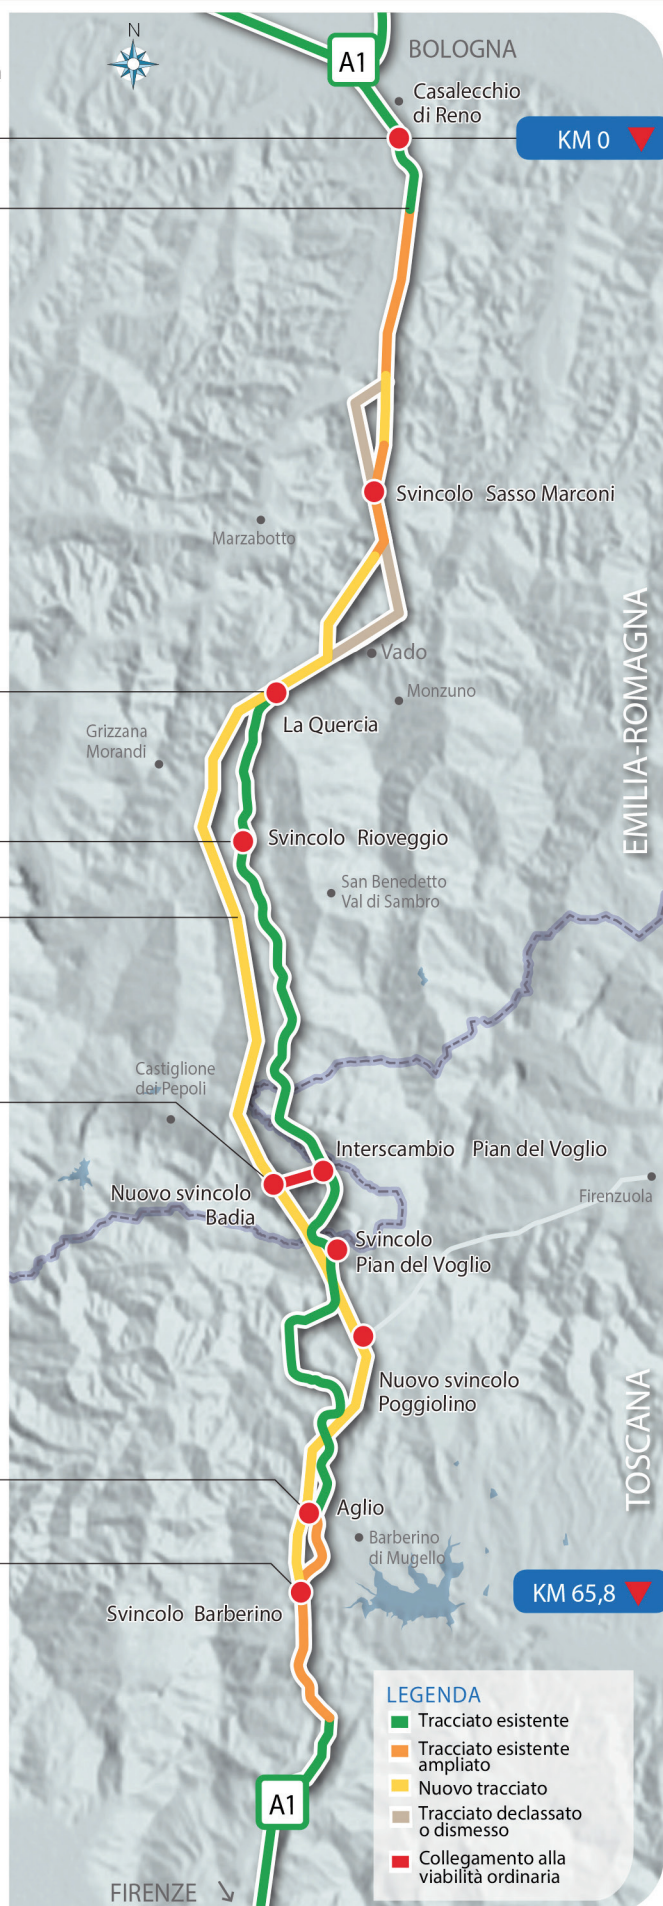 N
A1
BOLOGNA
Casalecchio
di Reno
KM 0
Svincolo Sasso Marconi
Marzabotto
EMILIA-ROMAGNA
Vado
Monzuno
La Quercia
Grizzana
Morandi
Svincolo Rioveggio
San Benedetto
Val di Sambro
Castiglione
dei Pepoli
Interscambio Pian del Voglio
Nuovo svincolo
Badia
Firenzuola
Svincolo
Pian del Voglio
Nuovo svincolo
Poggiolino
TOSCANA
Aglio
Barberino
di Mugello
KM 65,8
Svincolo Barberino
LEGENDA
Tracciato esistente
Tracciato esistente
ampliato
Nuovo tracciato
Tracciato declassato
o dismesso
Collegamento alla
viabilità ordinaria
A1
FIRENZE